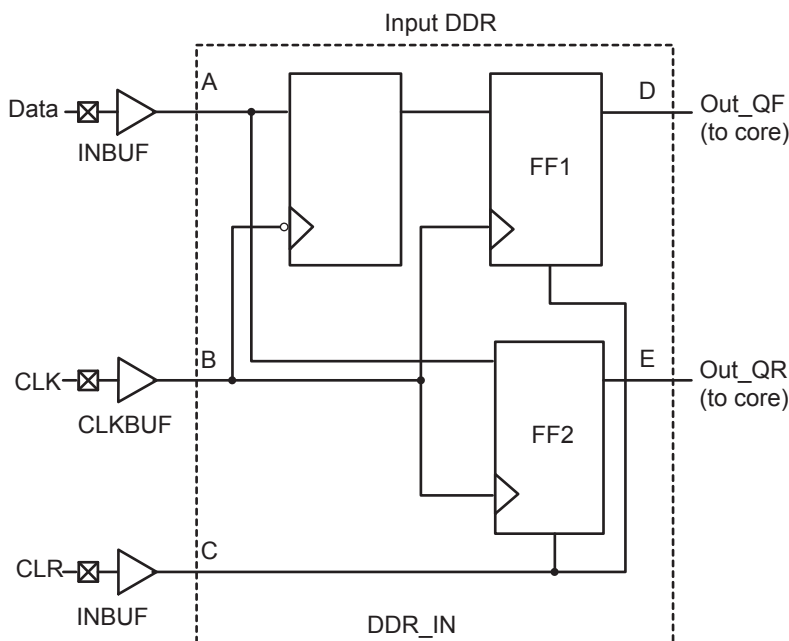 Input DDR
A
D
Data
Out_QF
(to core)
INBUF
FF1
B
E
CLK
Out_QR
(to core)
CLKBUF
FF2
C
CLR
INBUF
DDR_IN